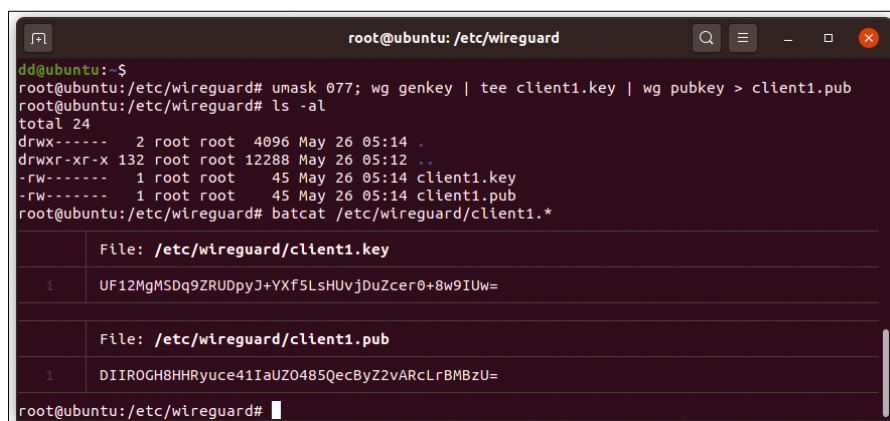 root@ubuntu: /etc/wireguard
dd@ubuntu:~$
root@ubuntu:/etc/wireguard# umask 077; wg genkey | tee client1.key | wg pubkey > client1.pub
root@ubuntu:/etc/wireguard# ls -al
total 24
drwx------   2 root root  4096 May 26 05:14 .
drwxr-xr-x 132 root root 12288 May 26 05:12 ..
-rw-------   1 root root    45 May 26 05:14 client1.key
-rw-------   1 root root    45 May 26 05:14 client1.pub
root@ubuntu:/etc/wireguard# batcat /etc/wireguard/client1.*
File: /etc/wireguard/client1.key
1 UF12MgMSDq9ZRUDpyJ+YXf5LsHUvjDuZcer0+8w9IUw=
File: /etc/wireguard/client1.pub
1 DIIROGH8HHRyuce41IaUZO485QecByZ2vARcLrBMBzU=
root@ubuntu:/etc/wireguard#